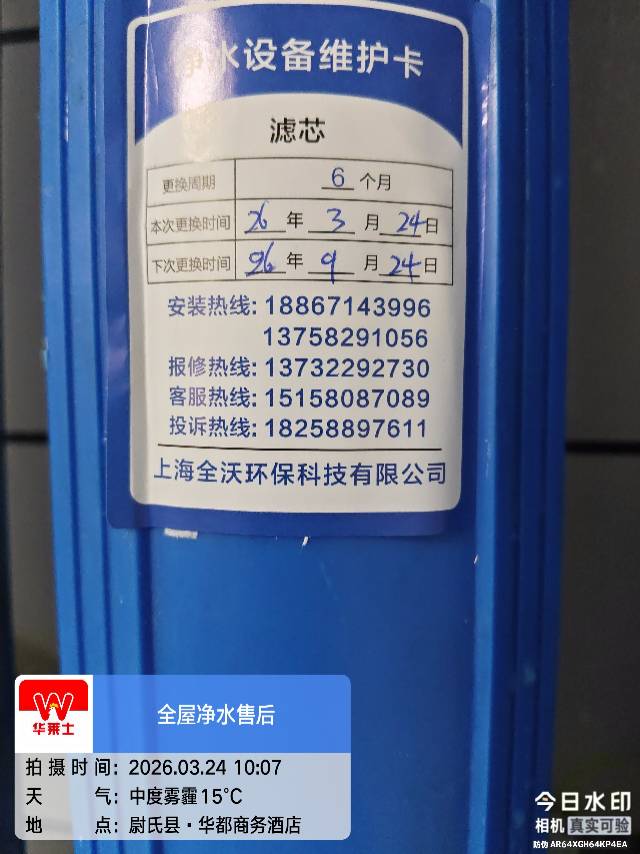 净水设备维护卡
滤芯
更换周期 6 个月
本次更换时间 26 年 3 月 24 日
下次更换时间 26 年 9 月 24 日
安装热线: 18867143996
13758291056
报修热线: 13732292730
客服热线: 15158087089
投诉热线: 18258897611
上海全沃环保科技有限公司
华莱士
全屋净水售后
拍摄时间: 2026.03.24 10:07
天气: 中度雾霾 15℃
地点: 尉氏县·华都商务酒店
今日水印
相机 真实可验
防伪 AR64XGH64KP4EA